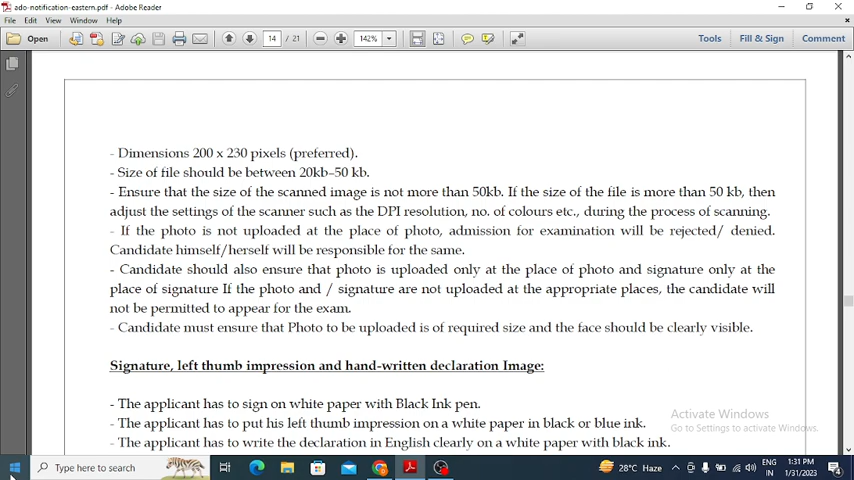 ado-notification-eastern.pdf - Adobe Reader
File Edit View Window Help
Open 14 / 21 142% Tools Fill & Sign Comment
- Dimensions 200 x 230 pixels (preferred).
- Size of file should be between 20kb–50 kb.
- Ensure that the size of the scanned image is not more than 50kb. If the size of the file is more than 50 kb, then
adjust the settings of the scanner such as the DPI resolution, no. of colours etc., during the process of scanning.
- If the photo is not uploaded at the place of photo, admission for examination will be rejected/ denied.
Candidate himself/herself will be responsible for the same.
- Candidate should also ensure that photo is uploaded only at the place of photo and signature only at the
place of signature If the photo and / signature are not uploaded at the appropriate places, the candidate will
not be permitted to appear for the exam.
- Candidate must ensure that Photo to be uploaded is of required size and the face should be clearly visible.
Signature, left thumb impression and hand-written declaration Image:
- The applicant has to sign on white paper with Black Ink pen.
- The applicant has to put his left thumb impression on a white paper in black or blue ink.
- The applicant has to write the declaration in English clearly on a white paper with black ink.
Activate Windows
Go to Settings to activate Windows.
Type here to search 28°C Haze ENG IN 1:31 PM 1/31/2023 4